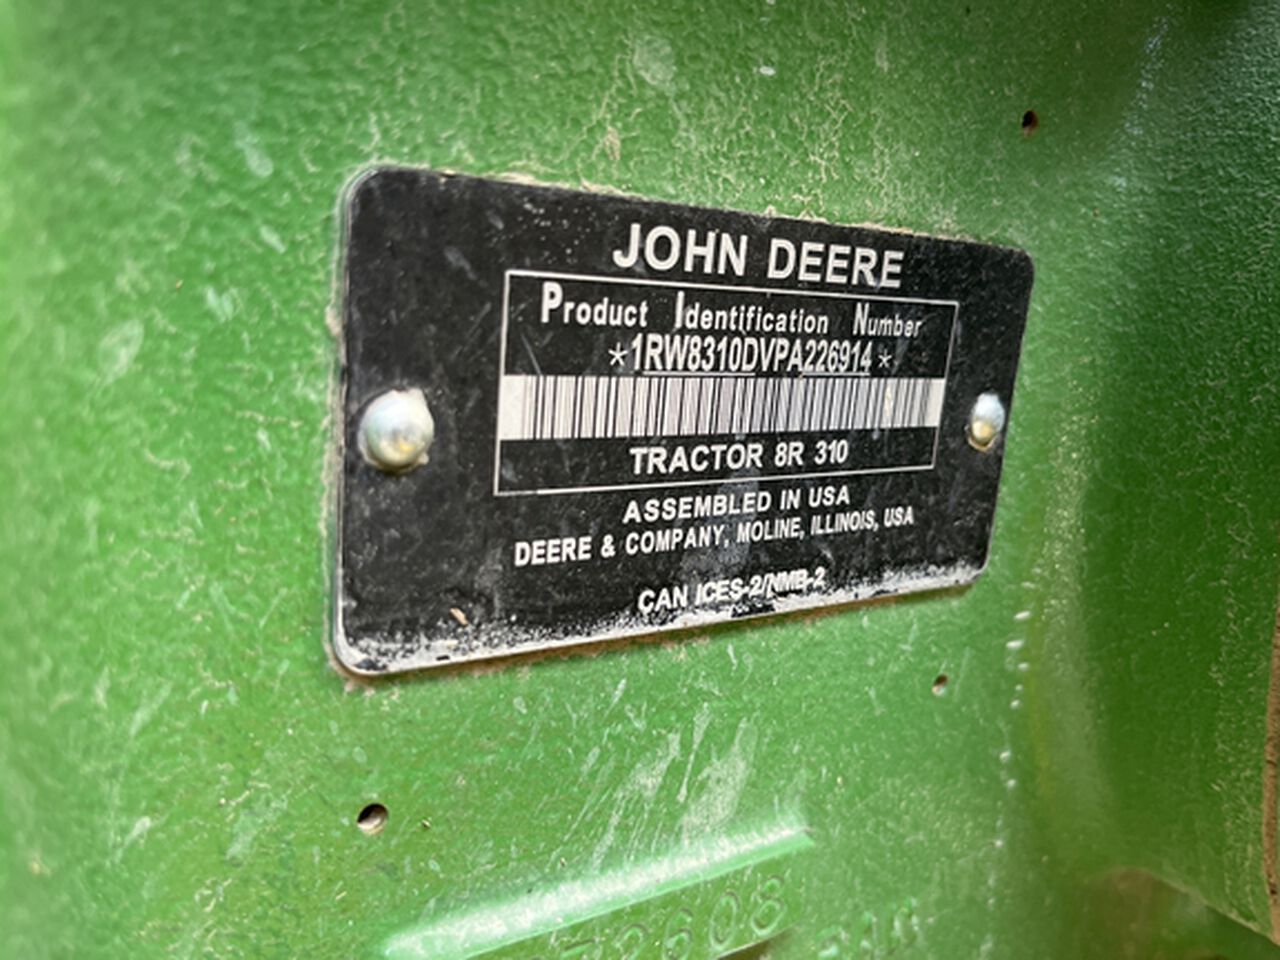 JOHN DEERE
Product Identification Number
*1RW8310DVPA226914*
TRACTOR 8R 310
ASSEMBLED IN USA
DEERE & COMPANY, MOLINE, ILLINOIS, USA
CAN ICES-2/NMB-2